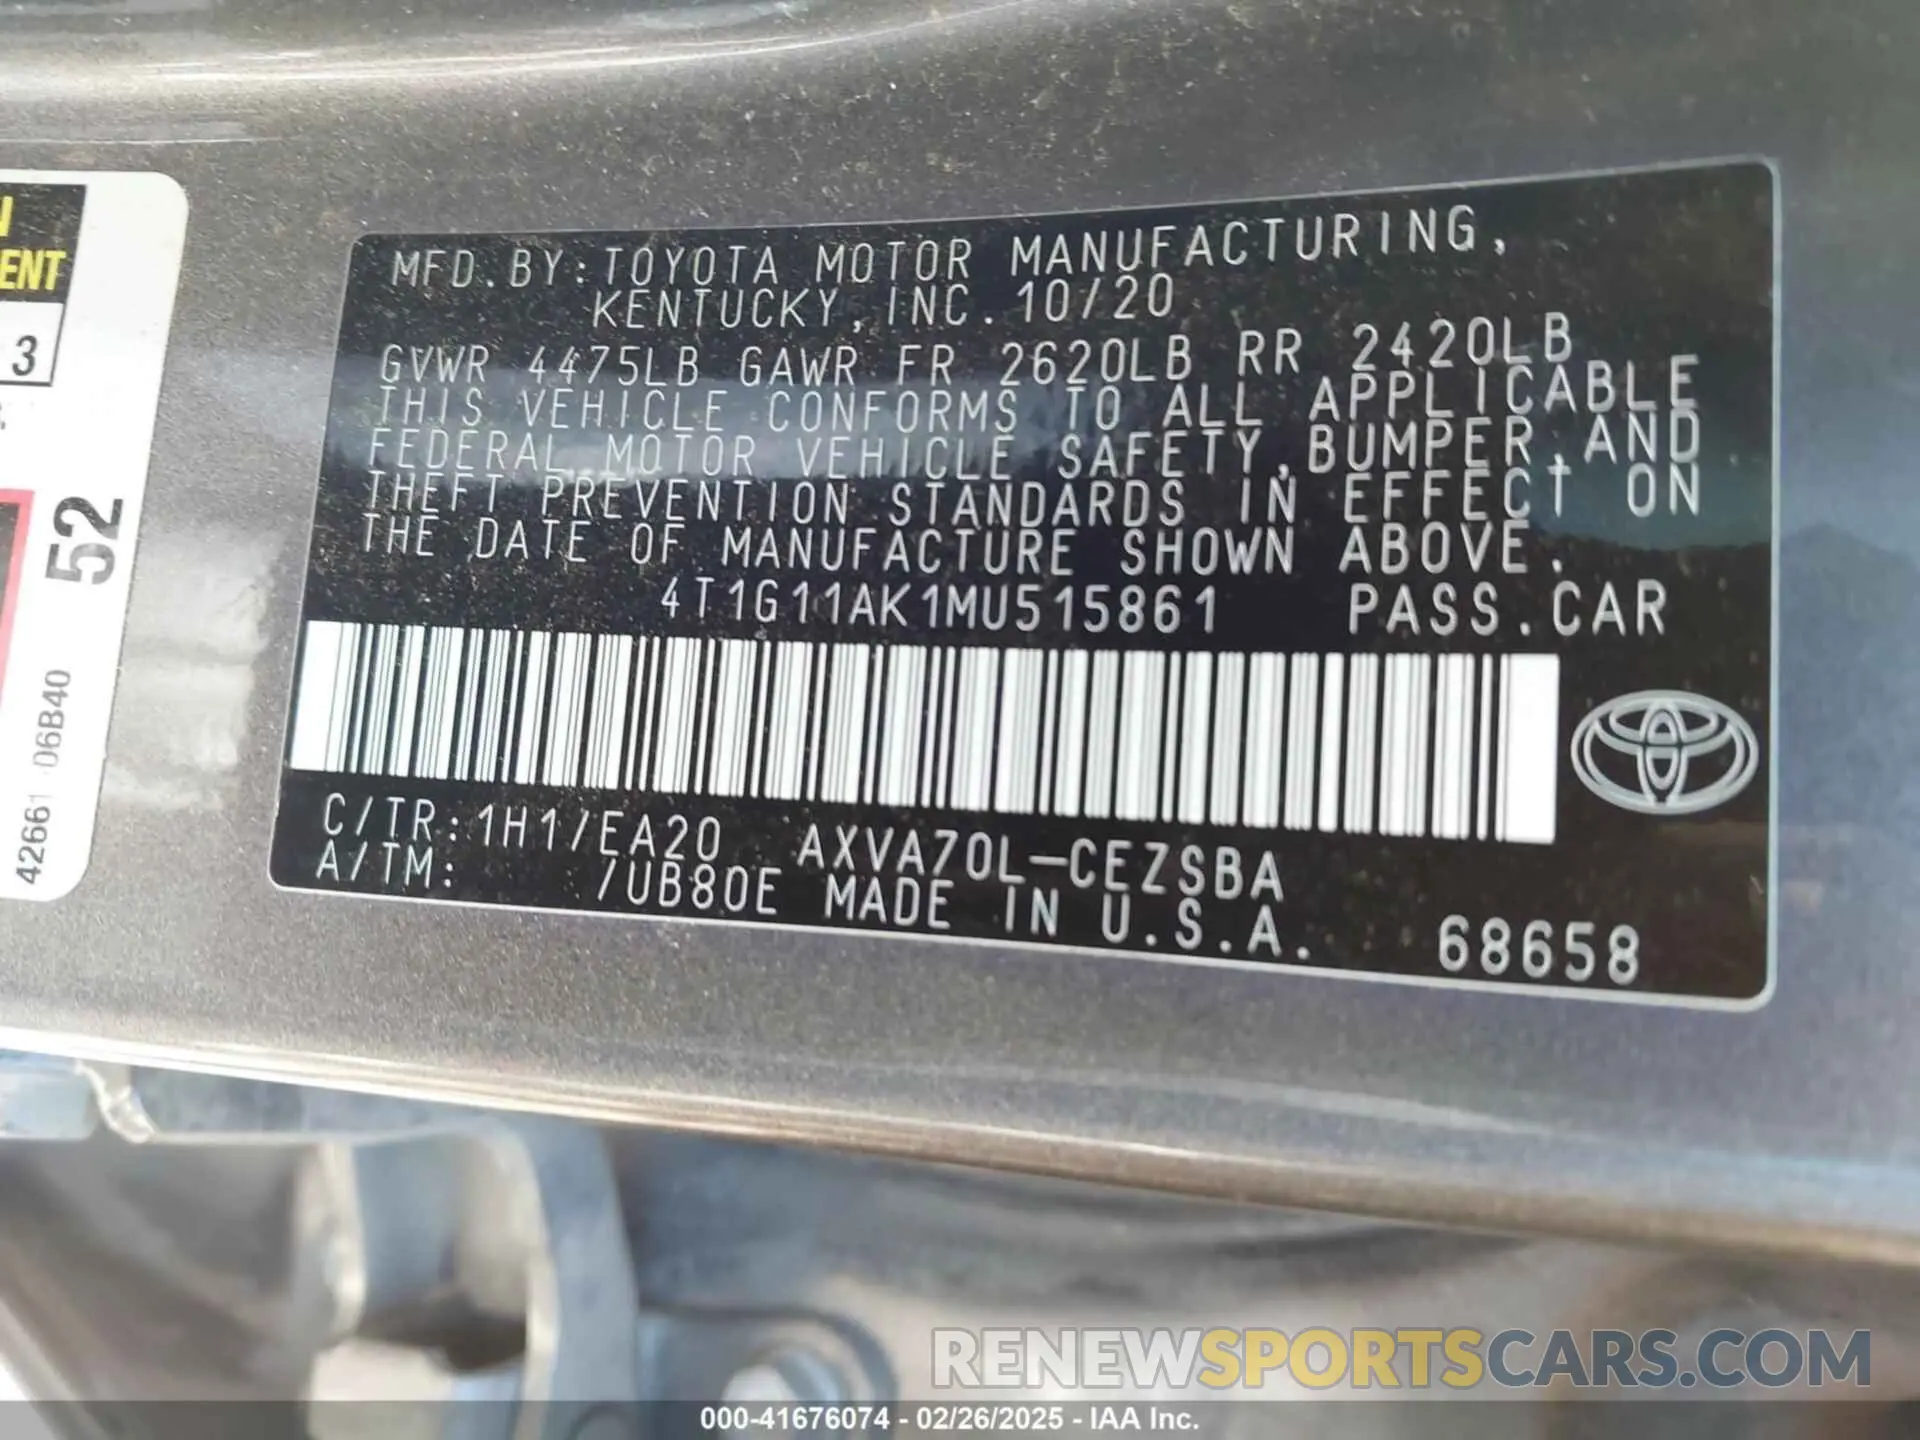 MFD. BY: TOYOTA MOTOR MANUFACTURING,
KENTUCKY, INC. 10/20
GVWR 4475LB GAWR FR 2620LB RR 2420LB
THIS VEHICLE CONFORMS TO ALL APPLICABLE
FEDERAL MOTOR VEHICLE SAFETY, BUMPER, AND
THEFT PREVENTION STANDARDS IN EFFECT ON
THE DATE OF MANUFACTURE SHOWN ABOVE.
4T1G11AK1MU515861 PASS. CAR
C/TR: 1H1/EA20 AXVA70L-CEZSBA
A/TM: /UB80E MADE IN U.S.A.
68658
ENT
3
52
42661 06B40
RENEWSPORTSCARS.COM
000-41676074 - 02/26/2025 - IAA Inc.